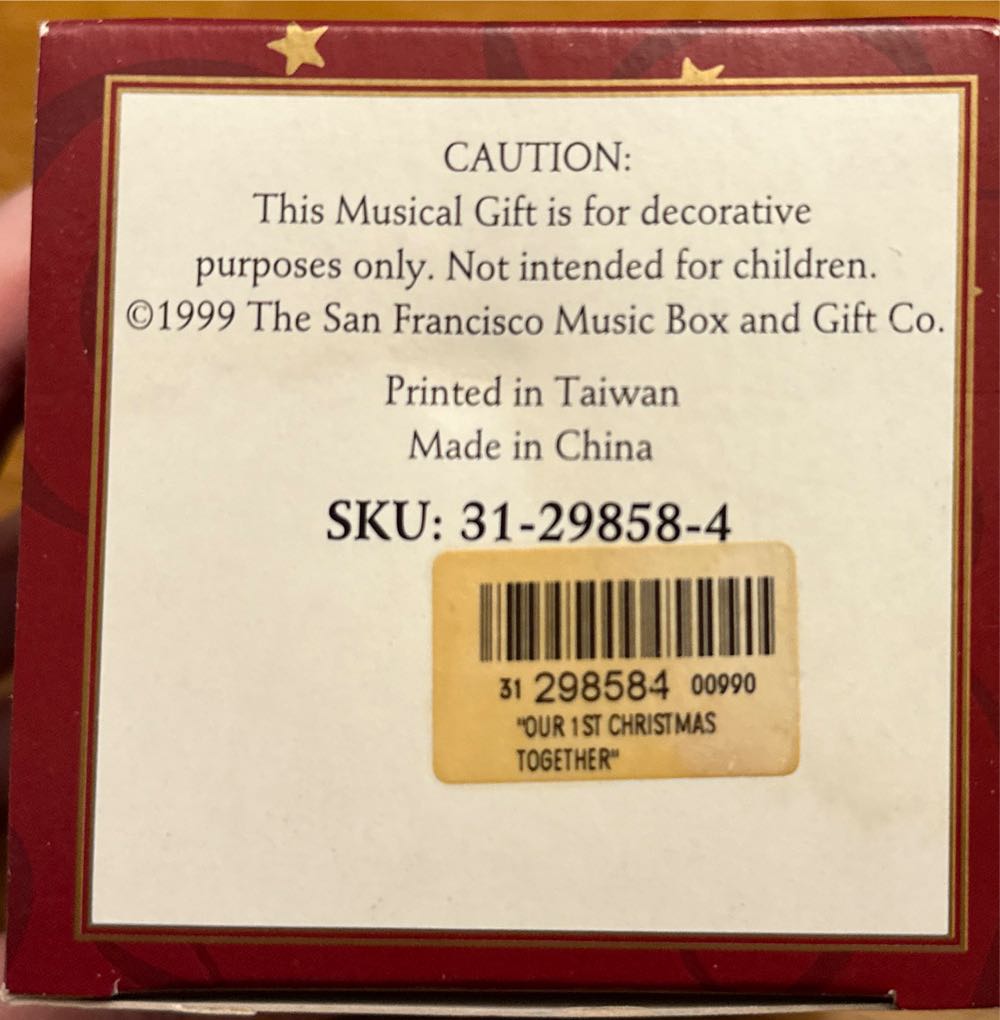 CAUTION:
This Musical Gift is for decorative
purposes only. Not intended for children.
©1999 The San Francisco Music Box and Gift Co.
Printed in Taiwan
Made in China
SKU: 31-29858-4
31 298584 00990
"OUR 1ST CHRISTMAS
TOGETHER"